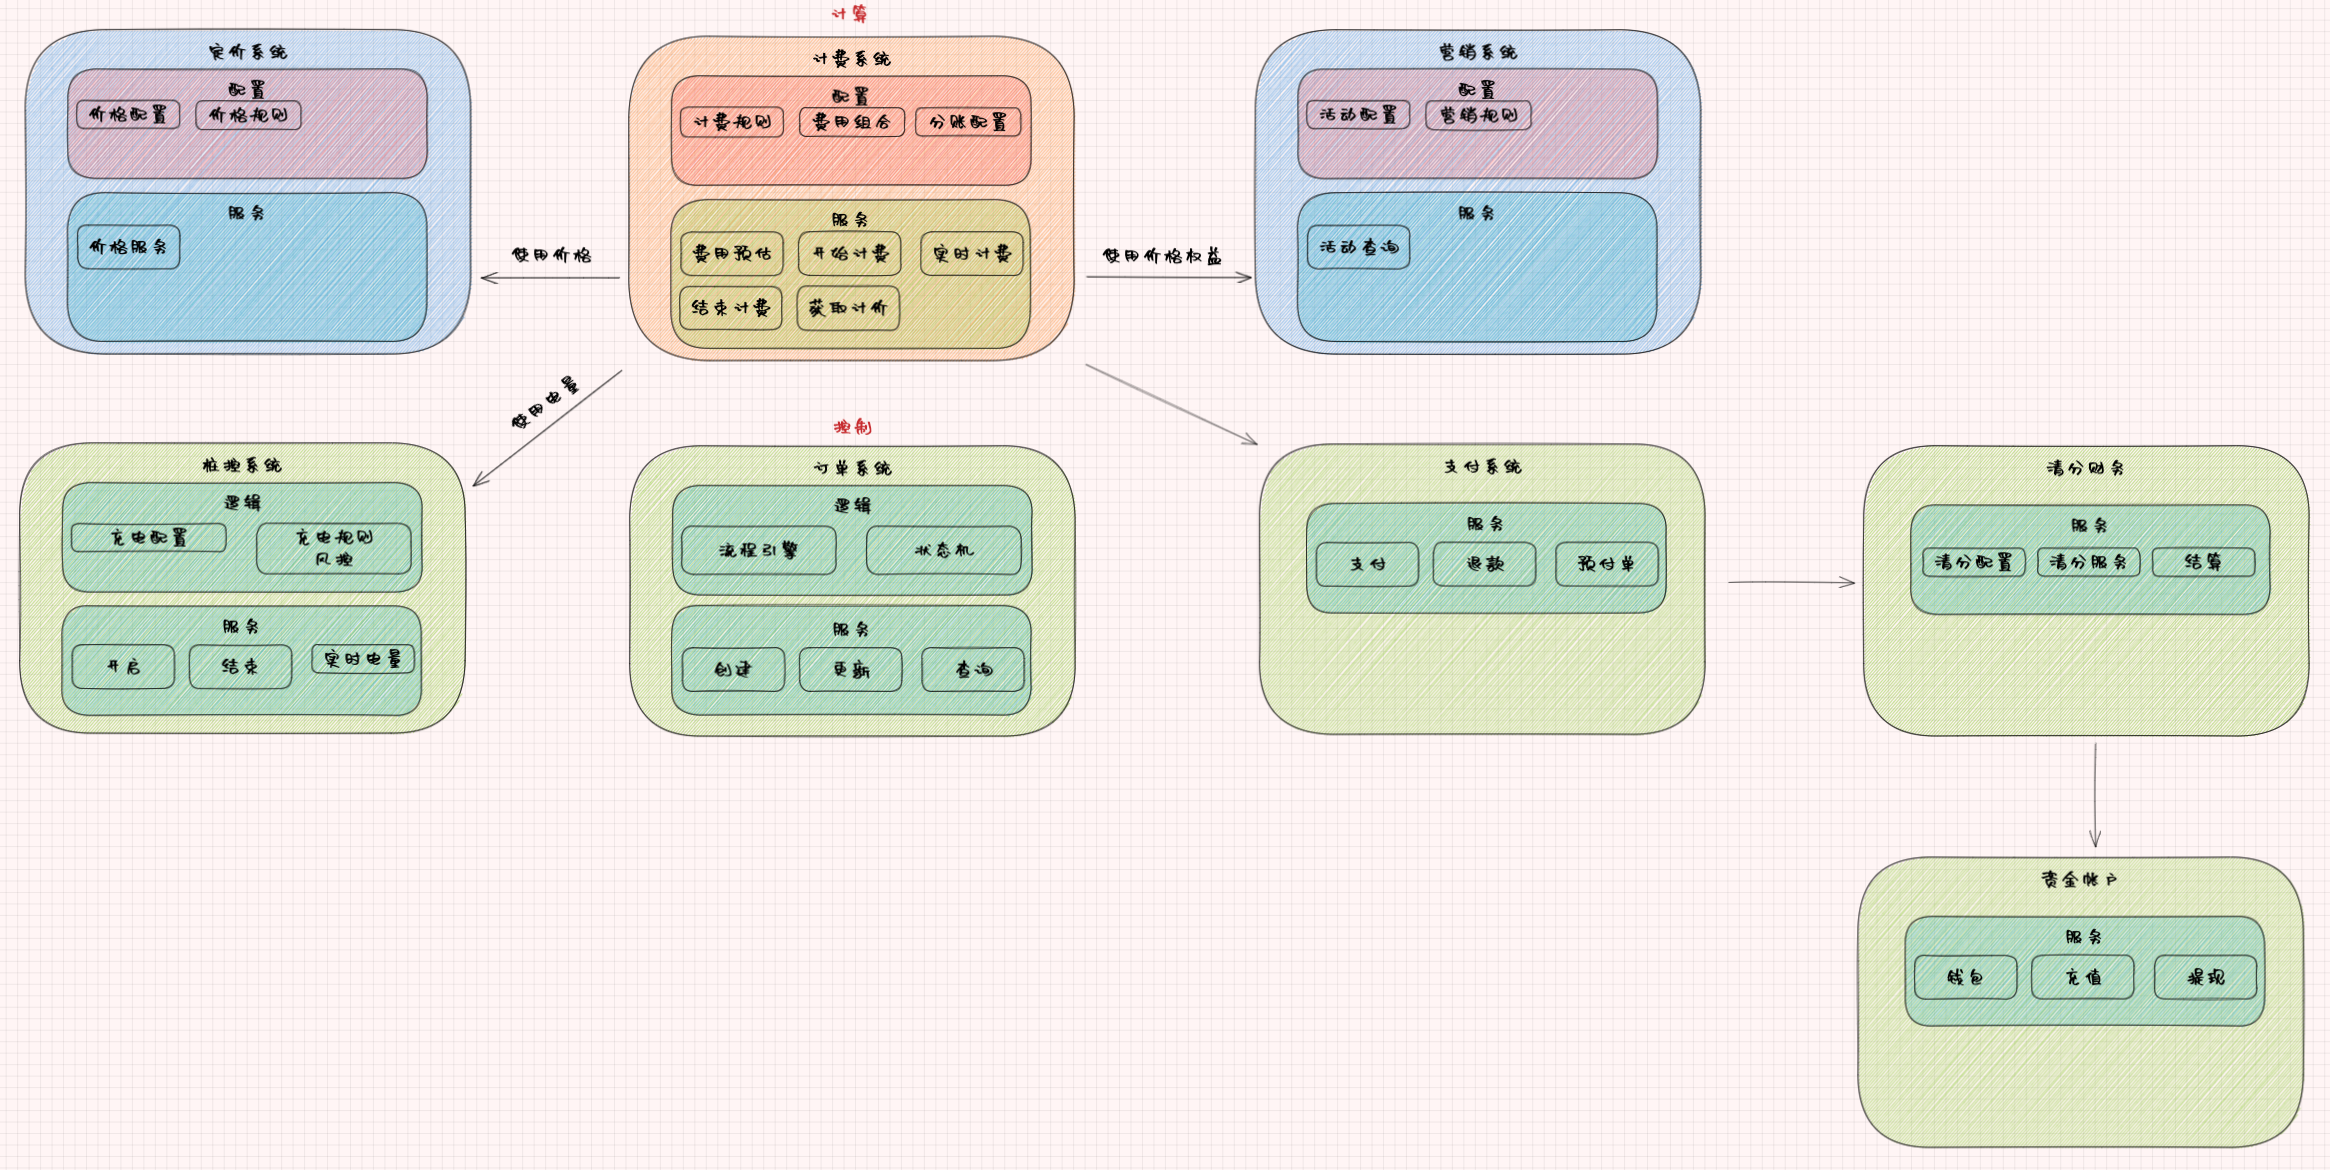 计算
定价系统
配置
价格配置
价格规则
服务
价格服务
使用价格
计费系统
配置
计费规则
费用组合
分账配置
服务
费用预估
开始计费
实时计费
结束计费
获取计价
使用价格权益
营销系统
配置
活动配置
营销规则
服务
活动查询
使用电量
控制
桩控系统
逻辑
充电配置
充电规则
风控
服务
开启
结束
实时电量
订单系统
逻辑
流程引擎
状态机
服务
创建
更新
查询
支付系统
服务
支付
退款
预付单
清分财务
服务
清分配置
清分服务
结算
资金帐户
服务
钱包
充值
提现